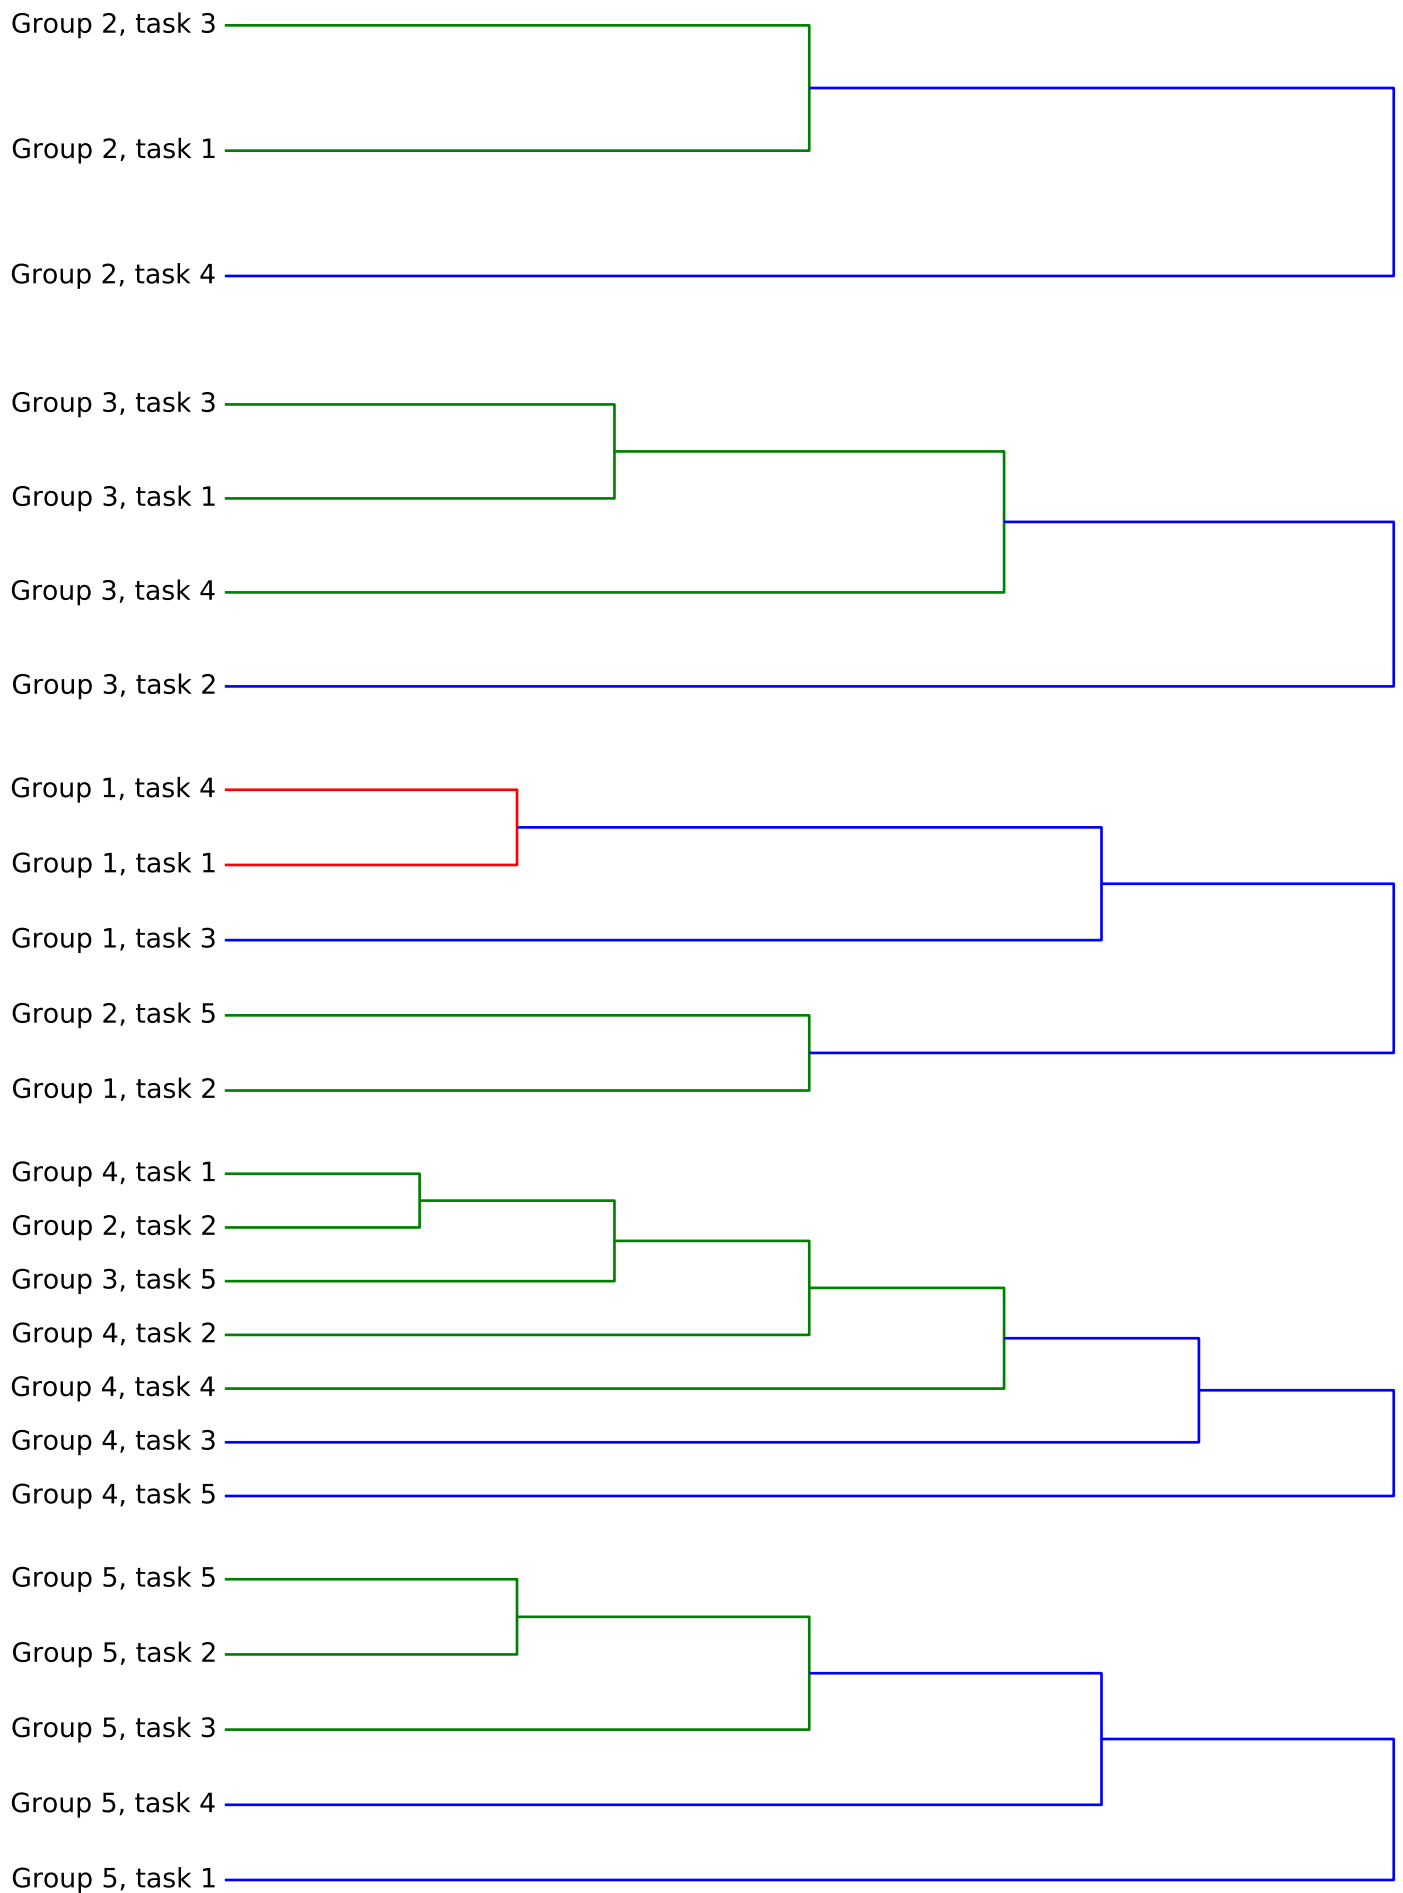 Group 2, task 3
Group 2, task 1
Group 2, task 4
Group 3, task 3
Group 3, task 1
Group 3, task 4
Group 3, task 2
Group 1, task 4
Group 1, task 1
Group 1, task 3
Group 2, task 5
Group 1, task 2
Group 4, task 1
Group 2, task 2
Group 3, task 5
Group 4, task 2
Group 4, task 4
Group 4, task 3
Group 4, task 5
Group 5, task 5
Group 5, task 2
Group 5, task 3
Group 5, task 4
Group 5, task 1